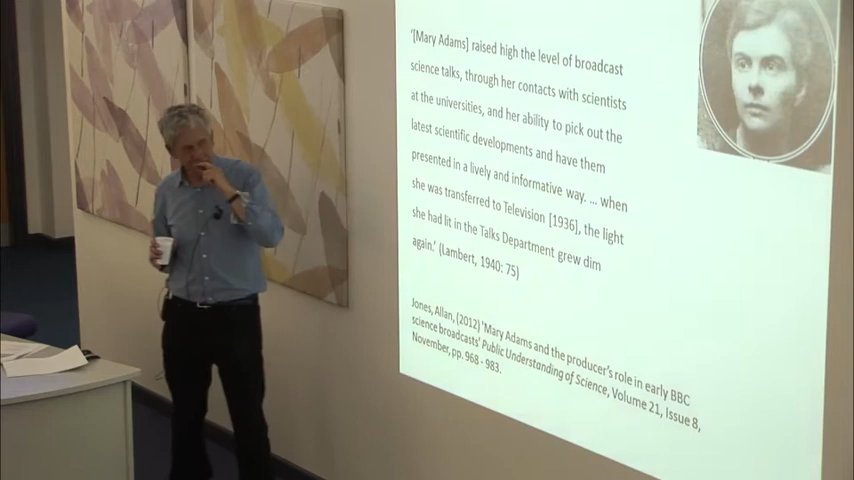 ‘[Mary Adams] raised high the level of broadcast
science talks, through her contacts with scientists
at the universities, and her ability to pick out the
latest scientific developments and have them
presented in a lively and informative way. ... when
she was transferred to Television [1936], the light
she had lit in the Talks Department grew dim
again.’ (Lambert, 1940: 75)
Jones, Allan, (2012) ‘Mary Adams and the producer’s role in early BBC
science broadcasts’ Public Understanding of Science, Volume 21, Issue 8,
November, pp. 968 - 983.